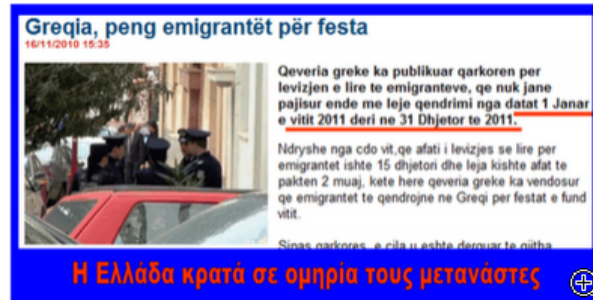 Greqia, peng emigrantët për festa
16/11/2010 15:35
Qeveria greke ka publikuar qarkoren per
levizjen e lire te emigranteve, qe nuk jane
pajisur ende me leje qendrimi nga datat 1 Janar
e vitit 2011 deri ne 31 Dhjetor te 2011.
Ndryshe nga cdo vit,qe afati i levizjes se lire per
emigrantet ishte 15 dhjetori dhe leja kishte afat te
pakten 2 muaj, kete here qeveria greke ka vendosur
qe emigrantet te qendrojne ne Greqi per festat e fund
vitit.
Sipas qarkores, e cila u eshte derguar te gjitha
Η Ελλάδα κρατά σε ομηρία τους μετανάστες